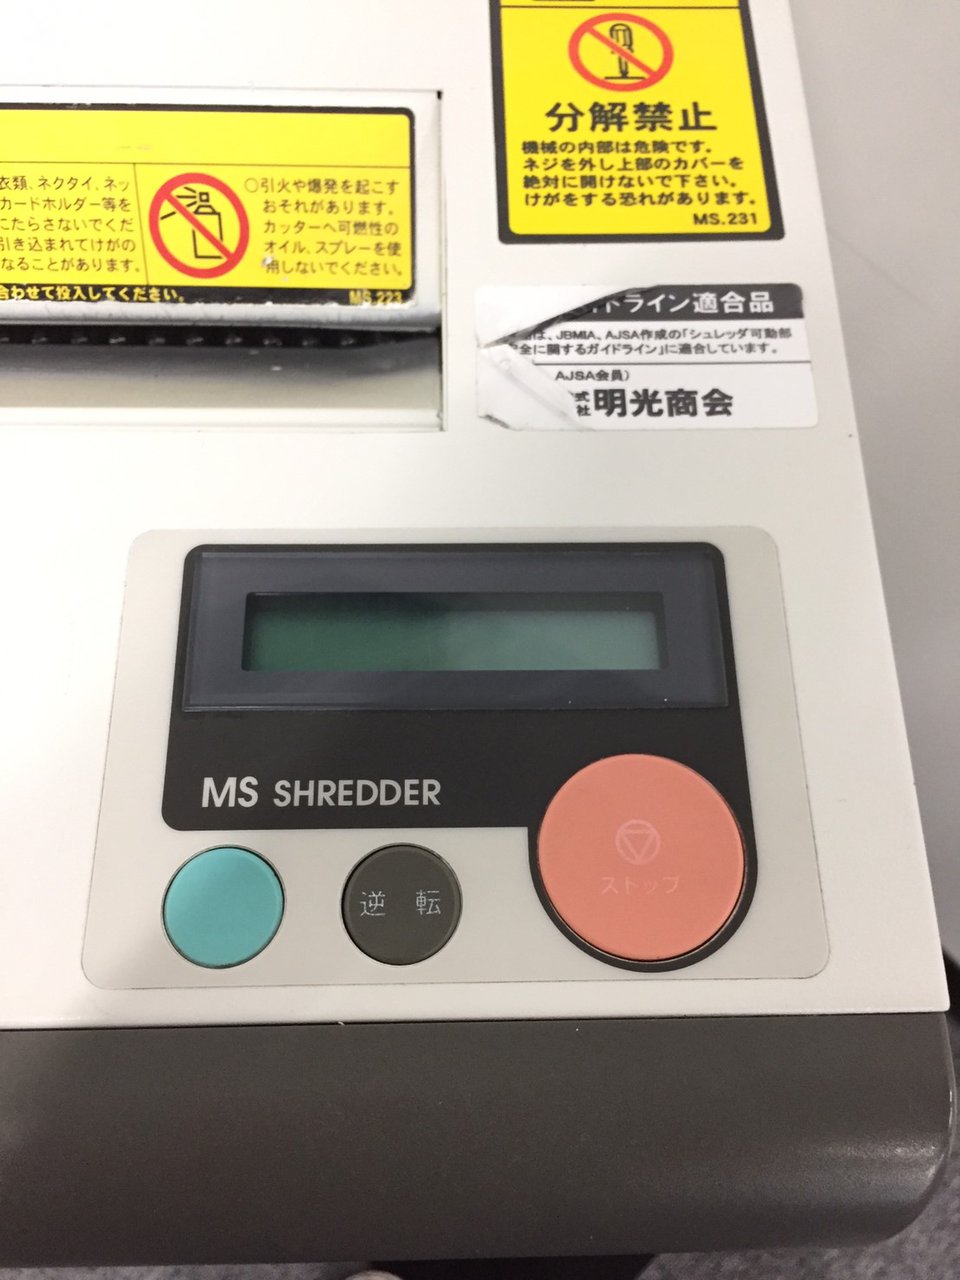 分解禁止
機械の内部は危険です。
ネジを外し上部のカバーを
絶対に開けないで下さい。
けがをする恐れがあります。
MS.231
衣類、ネクタイ、ネッ
カードホルダー等を
こたらさないでくだ
引き込まれてけがの
なることがあります。
○引火や爆発を起こす
おそれがあります。
カッターへ可燃性の
オイル、スプレーを使
用しないでください。
合わせて投入してください。
MS.223
ドライン適合品
は、JBMIA、AJSA作成の「シュレッダ可動部
全に関するガイドライン」に適合しています。
AJSA会員)
式
社 明光商会
MS SHREDDER
逆 転
ストップ